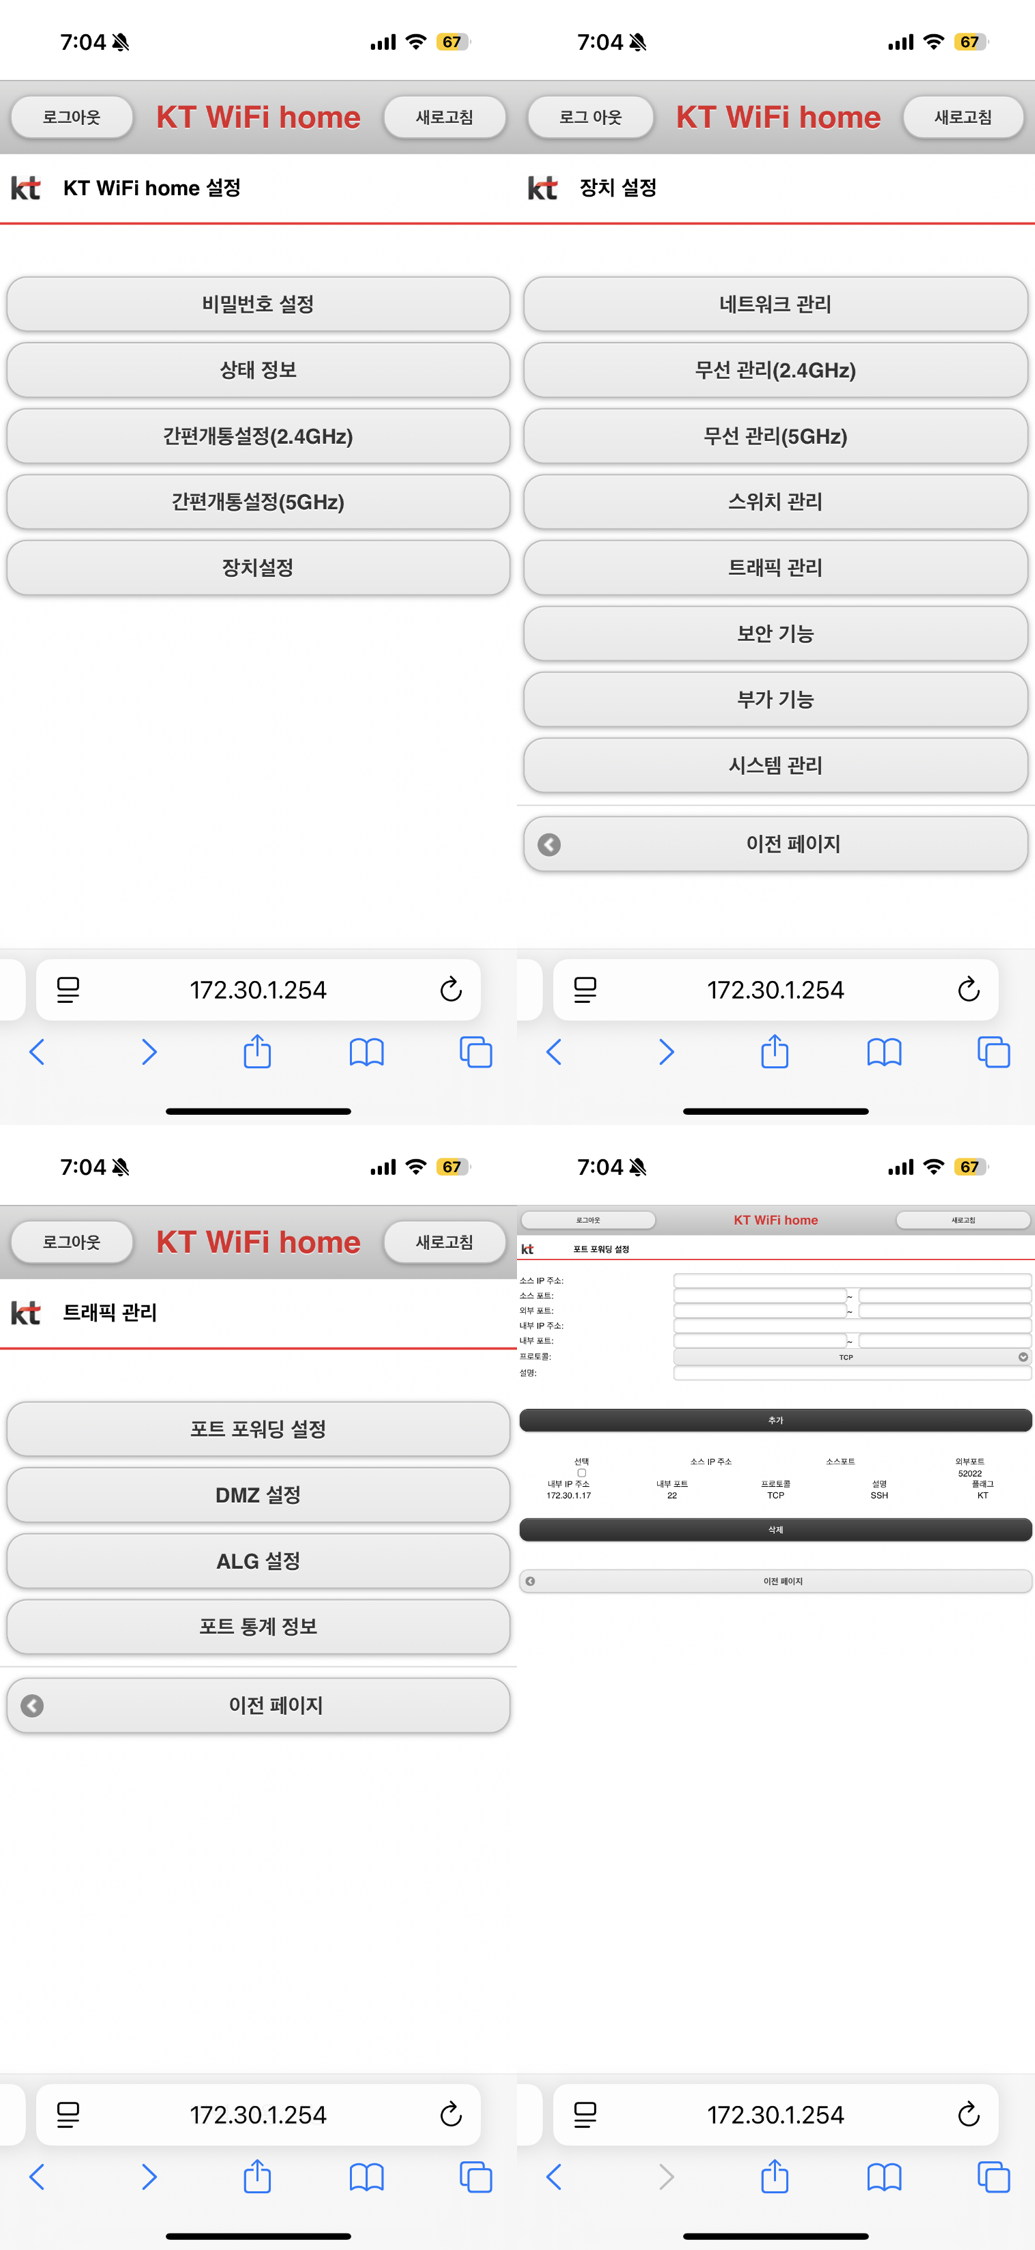 7:04
67
로그아웃
KT WiFi home
새로고침
kt
KT WiFi home 설정
비밀번호 설정
상태 정보
간편개통설정(2.4GHz)
간편개통설정(5GHz)
장치설정
172.30.1.254
7:04
67
로그 아웃
KT WiFi home
새로고침
kt
장치 설정
네트워크 관리
무선 관리(2.4GHz)
무선 관리(5GHz)
스위치 관리
트래픽 관리
보안 기능
부가 기능
시스템 관리
이전 페이지
172.30.1.254
7:04
67
로그아웃
KT WiFi home
새로고침
kt
트래픽 관리
포트 포워딩 설정
DMZ 설정
ALG 설정
포트 통계 정보
이전 페이지
172.30.1.254
7:04
67
로그아웃
KT WiFi home
새로고침
kt
포트 포워딩 설정
소스 IP 주소:
소스 포트: ~
외부 포트: ~
내부 IP 주소:
내부 포트: ~
프로토콜: TCP
설명:
추가
선택 소스 IP 주소 소스포트 외부포트
52022
내부 IP 주소 내부 포트 프로토콜 설명 플래그
172.30.1.17 22 TCP SSH KT
삭제
이전 페이지
172.30.1.254